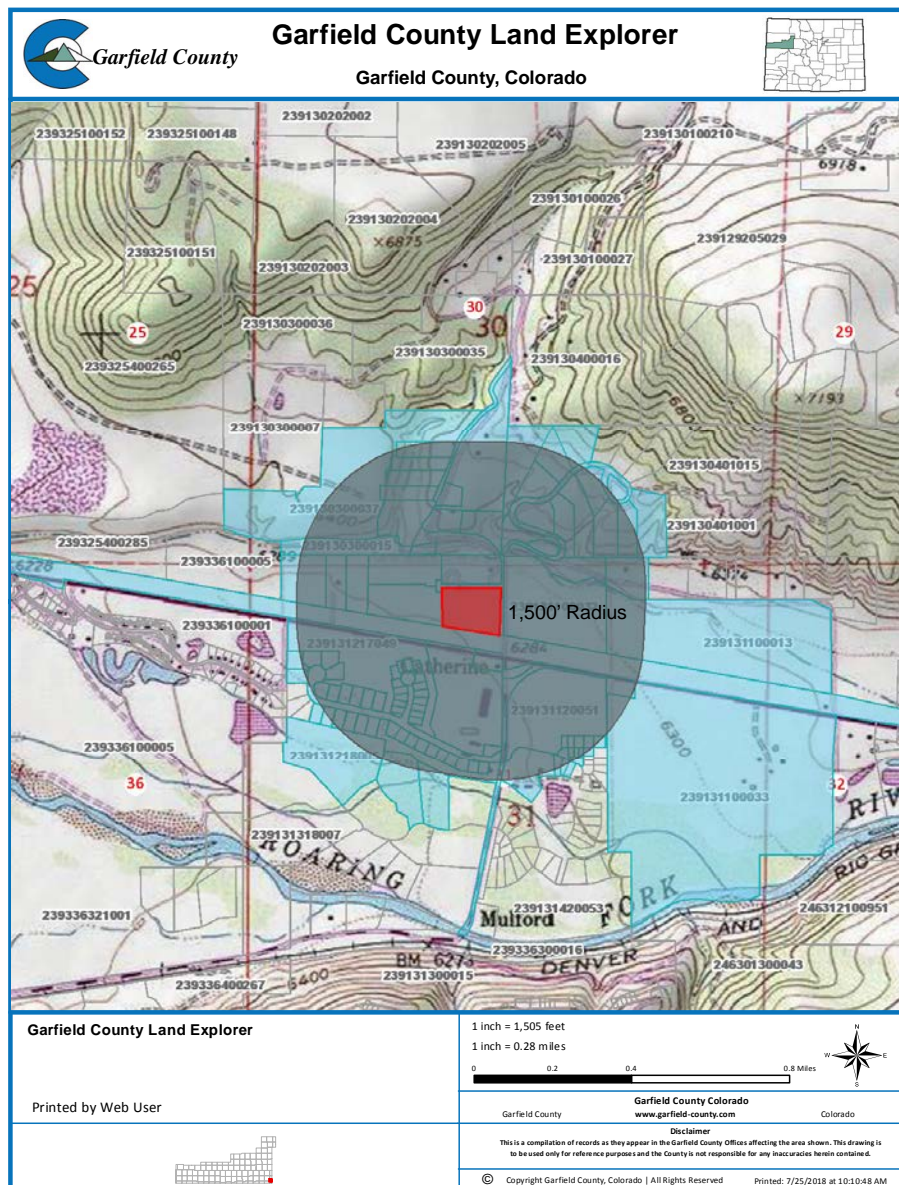 Garfield County
Garfield County Land Explorer
Garfield County, Colorado
239130202002
239325100152
239325100148
239130202005
239130100210
6978
239130202004
239130100026
×6875
239129205029
239325100151
239130202003
239130100027
25
30
30
25
29
239130300036
239130300035
239130400016
239325400265
×7193
6800
239130300007
239130401015
239130300037
6400
239130401001
239325400285
239130300015
239336100005
6228
6374
1,500' Radius
239336100001
239131217049
6284
239131100013
Catherine
239131120051
6300
239336100005
239131100033
36
32
31
239131318007
ROARING
FORK
RIV
RIO G
239336321001
239131420053
246312100951
Mulford
AND
239336300016
BM 6273
DENVER
239131300015
246301300043
239336400267
6400
Garfield County Land Explorer
Printed by Web User
1 inch = 1,505 feet
1 inch = 0.28 miles
N
W E
S
0 0.2 0.4 0.8 Miles
Garfield County Colorado
Garfield County www.garfield-county.com Colorado
Disclaimer
This is a compilation of records as they appear in the Garfield County Offices affecting the area shown. This drawing is
to be used only for reference purposes and the County is not responsible for any inaccuracies herein contained.
© Copyright Garfield County, Colorado | All Rights Reserved Printed: 7/25/2018 at 10:10:48 AM